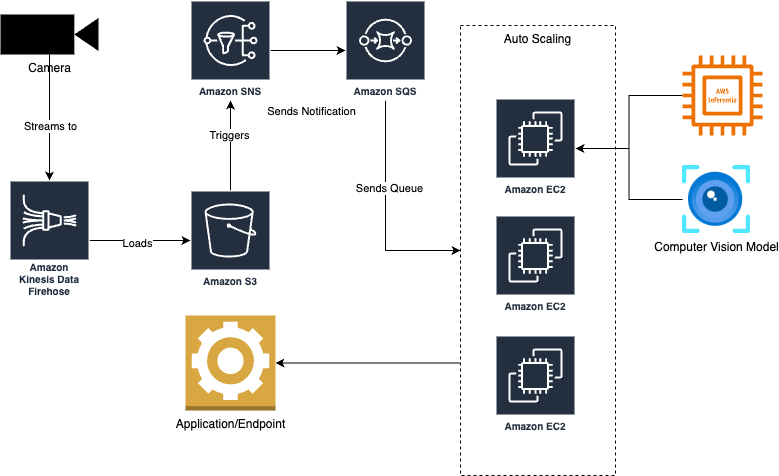 Camera
Amazon SNS
Amazon SQS
Auto Scaling
AWS
Inferentia
Sends Notification
Streams to
Triggers
Sends Queue
Amazon EC2
Computer Vision Model
Loads
Amazon
Kinesis Data
Firehose
Amazon S3
Amazon EC2
Application/Endpoint
Amazon EC2